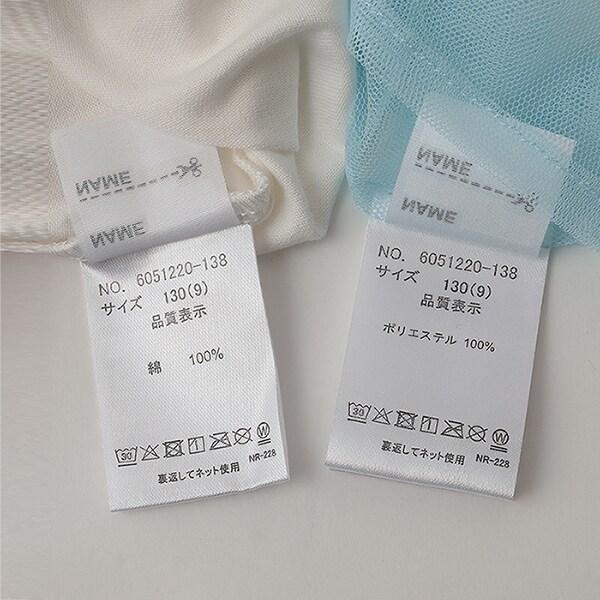 NAME
NAME
NO. 6051220-138
サイズ 130(9)
品質表示
綿 100%
30
W
裏返してネット使用 NR-228
NAME
NAME
NO. 6051220-138
サイズ 130(9)
品質表示
ポリエステル 100%
30
W
裏返してネット使用 NR-228